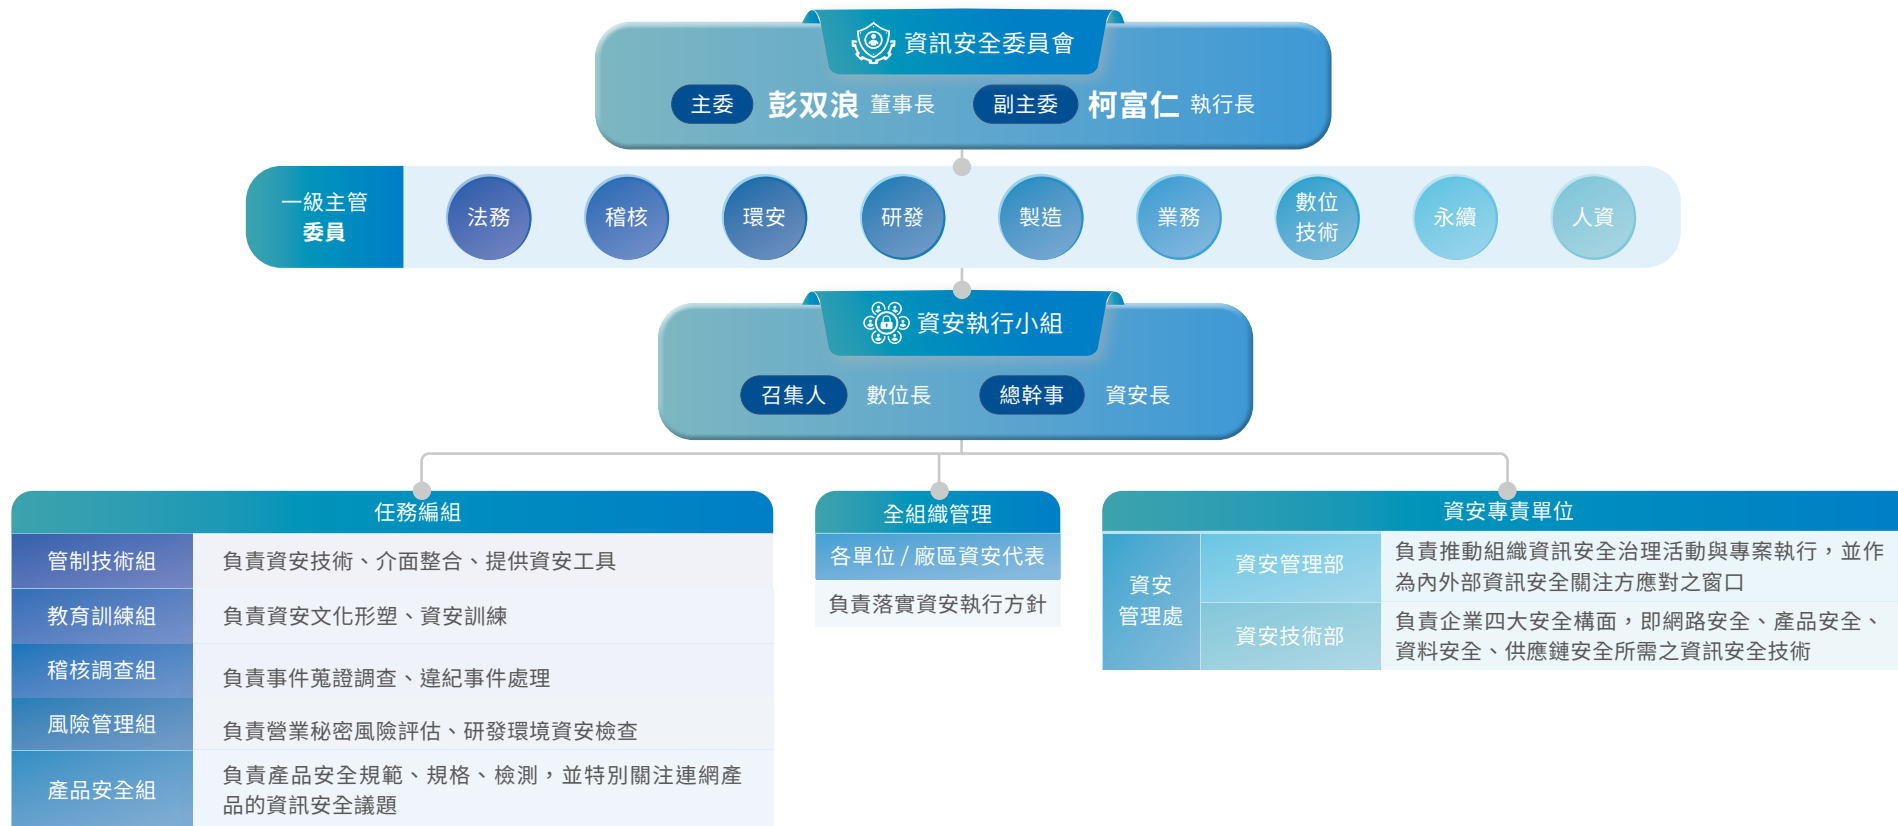 資訊安全委員會
主委 彭双浪 董事長 副主委 柯富仁 執行長
一級主管
委員
法務 稽核 環安 研發 製造 業務 數位
技術 永續 人資
資安執行小組
召集人 數位長 總幹事 資安長
任務編組
管制技術組 負責資安技術、介面整合、提供資安工具
教育訓練組 負責資安文化形塑、資安訓練
稽核調查組 負責事件蒐證調查、違紀事件處理
風險管理組 負責營業秘密風險評估、研發環境資安檢查
產品安全組 負責產品安全規範、規格、檢測，並特別關注連網產
品的資訊安全議題
全組織管理
各單位 / 廠區資安代表
負責落實資安執行方針
資安專責單位
資安
管理處
資安管理部 負責推動組織資訊安全治理活動與專案執行，並作
為內外部資訊安全關注方應對之窗口
資安技術部 負責企業四大安全構面，即網路安全、產品安全、
資料安全、供應鏈安全所需之資訊安全技術